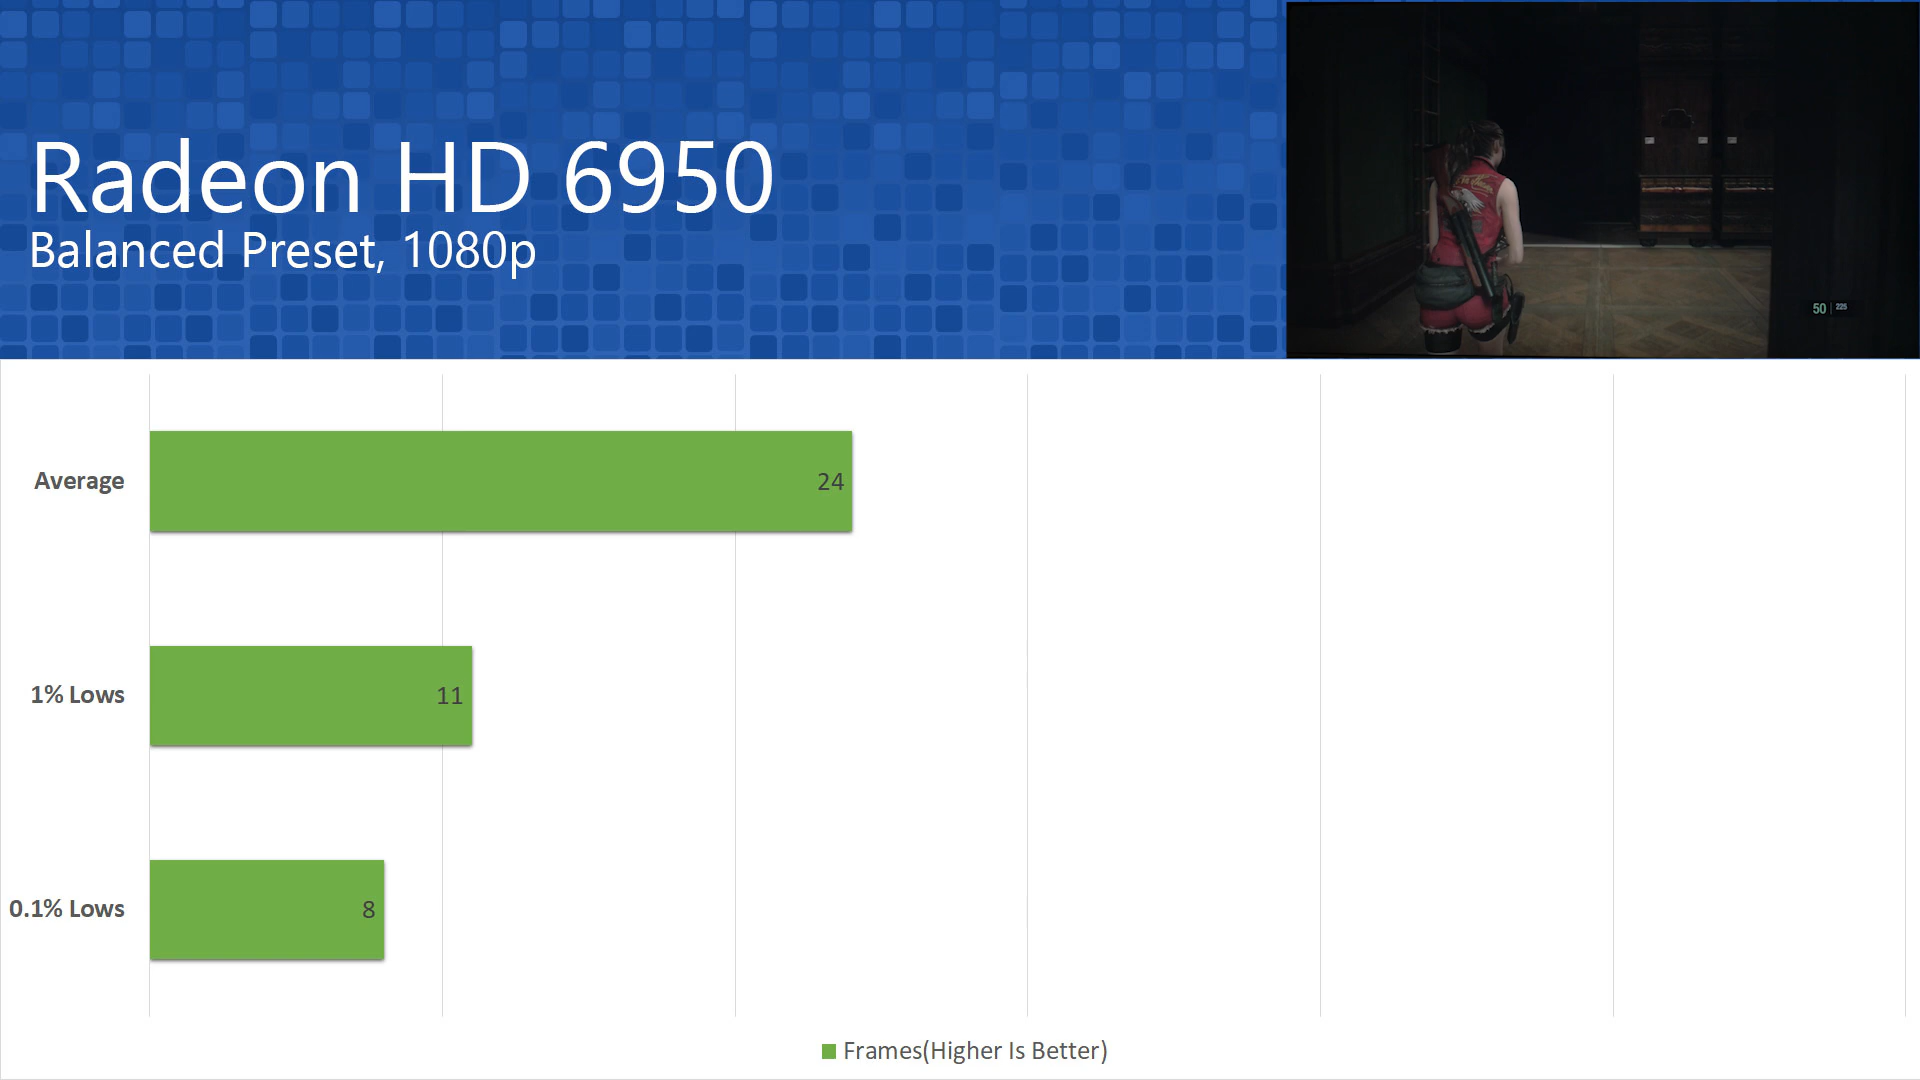 Radeon HD 6950
Balanced Preset, 1080p
50 | 225
Average
24
1% Lows
11
0.1% Lows
8
Frames(Higher Is Better)